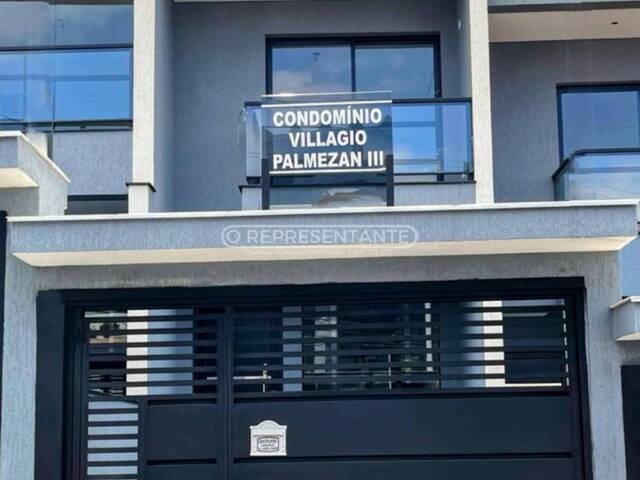 CONDOMÍNIO
VILLAGIO
PALMEZAN III
O REPRESENTANTE